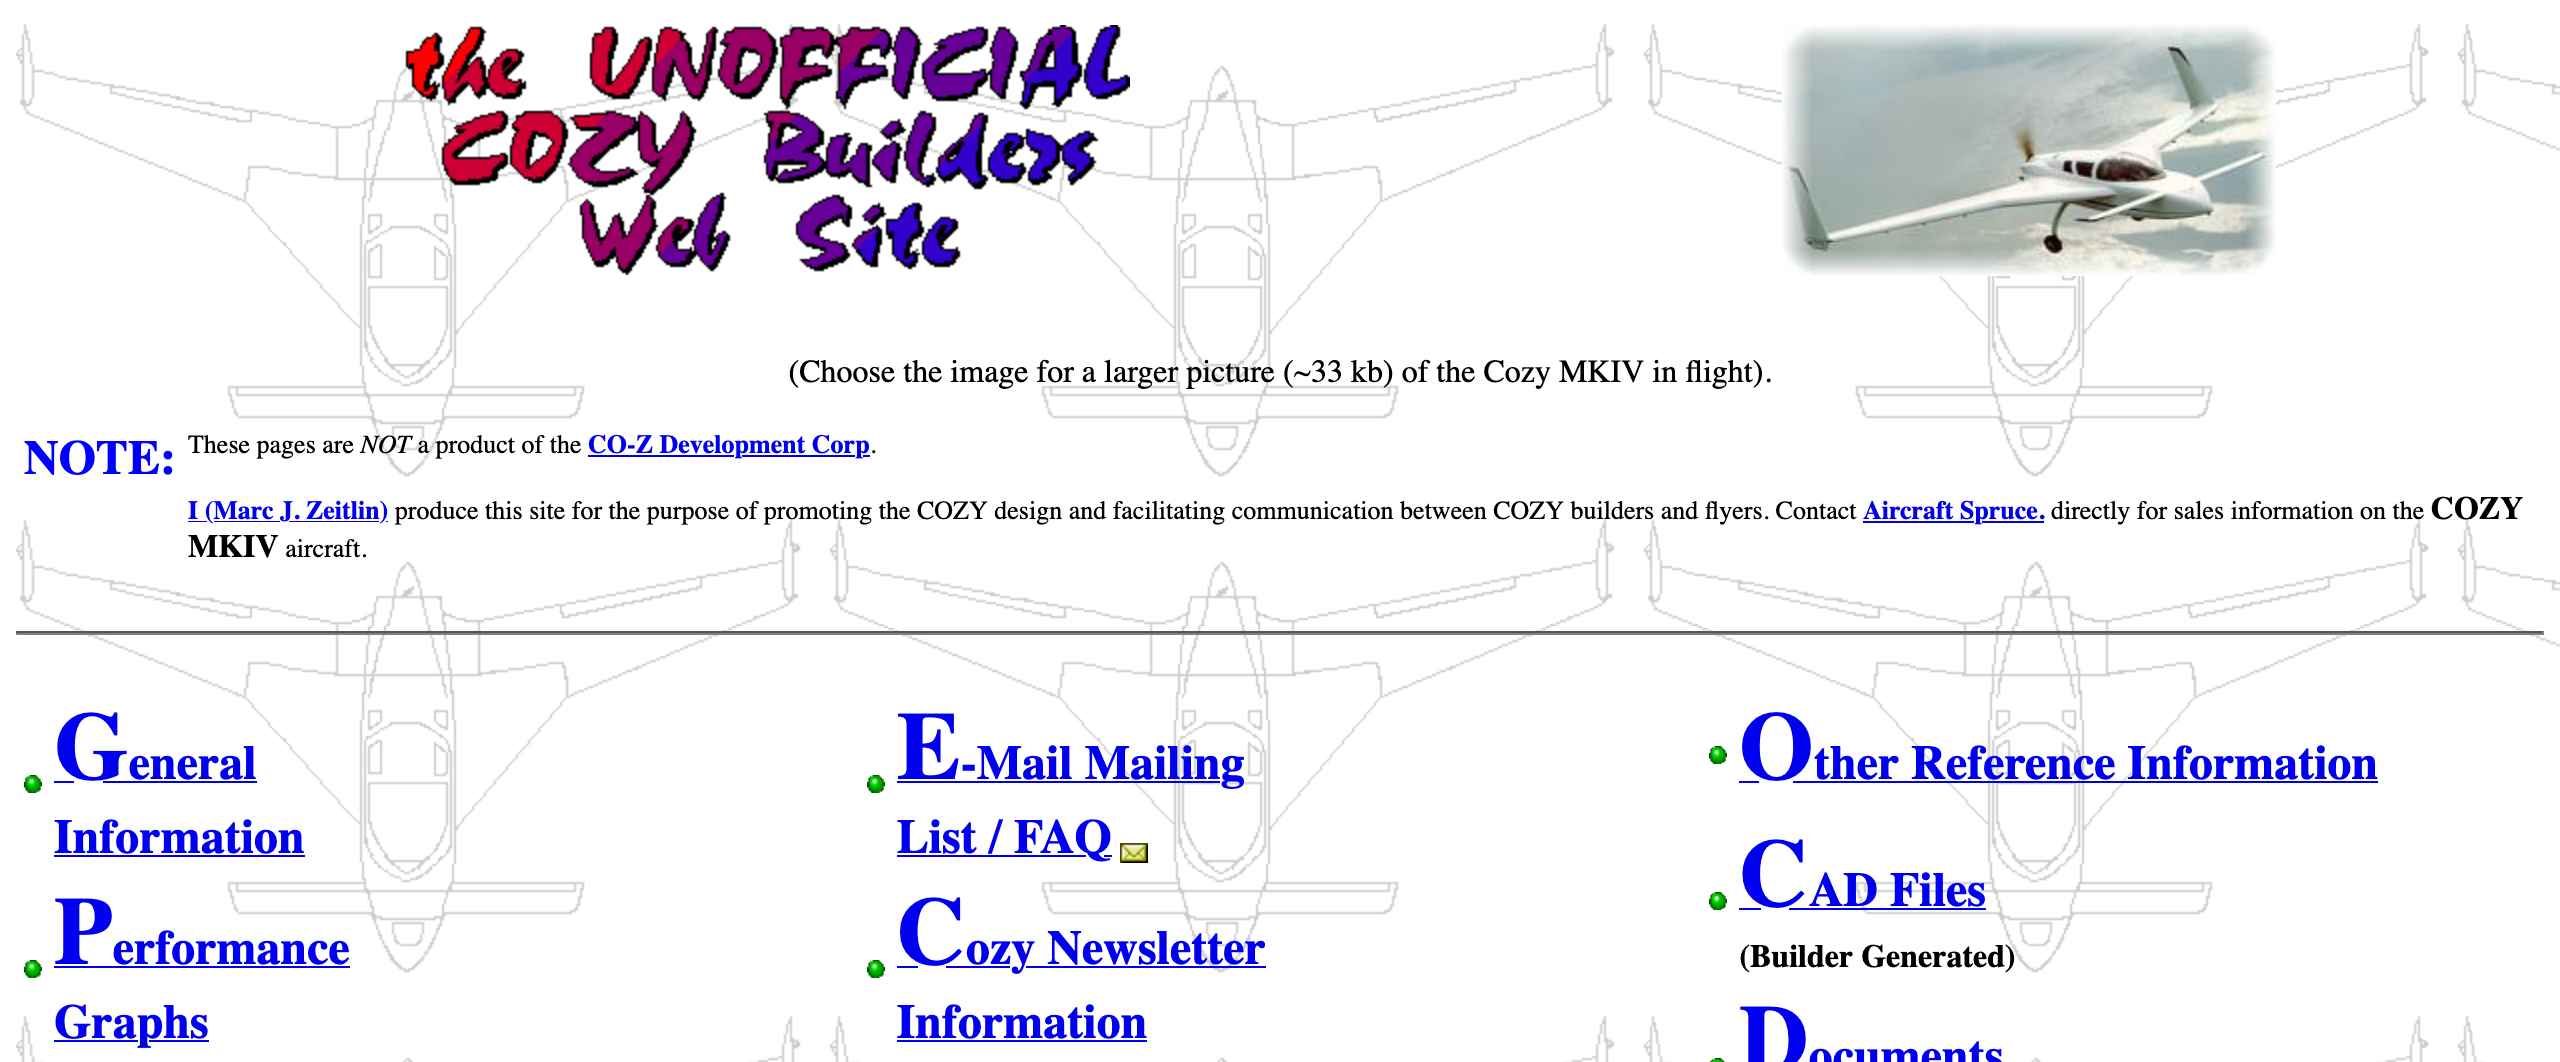 the UNOFFICIAL
COZY Builders
Web Site
(Choose the image for a larger picture (~33 kb) of the Cozy MKIV in flight).
NOTE: These pages are NOT a product of the CO-Z Development Corp.
I (Marc J. Zeitlin) produce this site for the purpose of promoting the COZY design and facilitating communication between COZY builders and flyers. Contact Aircraft Spruce. directly for sales information on the COZY
MKIV aircraft.
General
Information
Performance
Graphs
E-Mail Mailing
List / FAQ
Cozy Newsletter
Information
Other Reference Information
CAD Files
(Builder Generated)
Documents